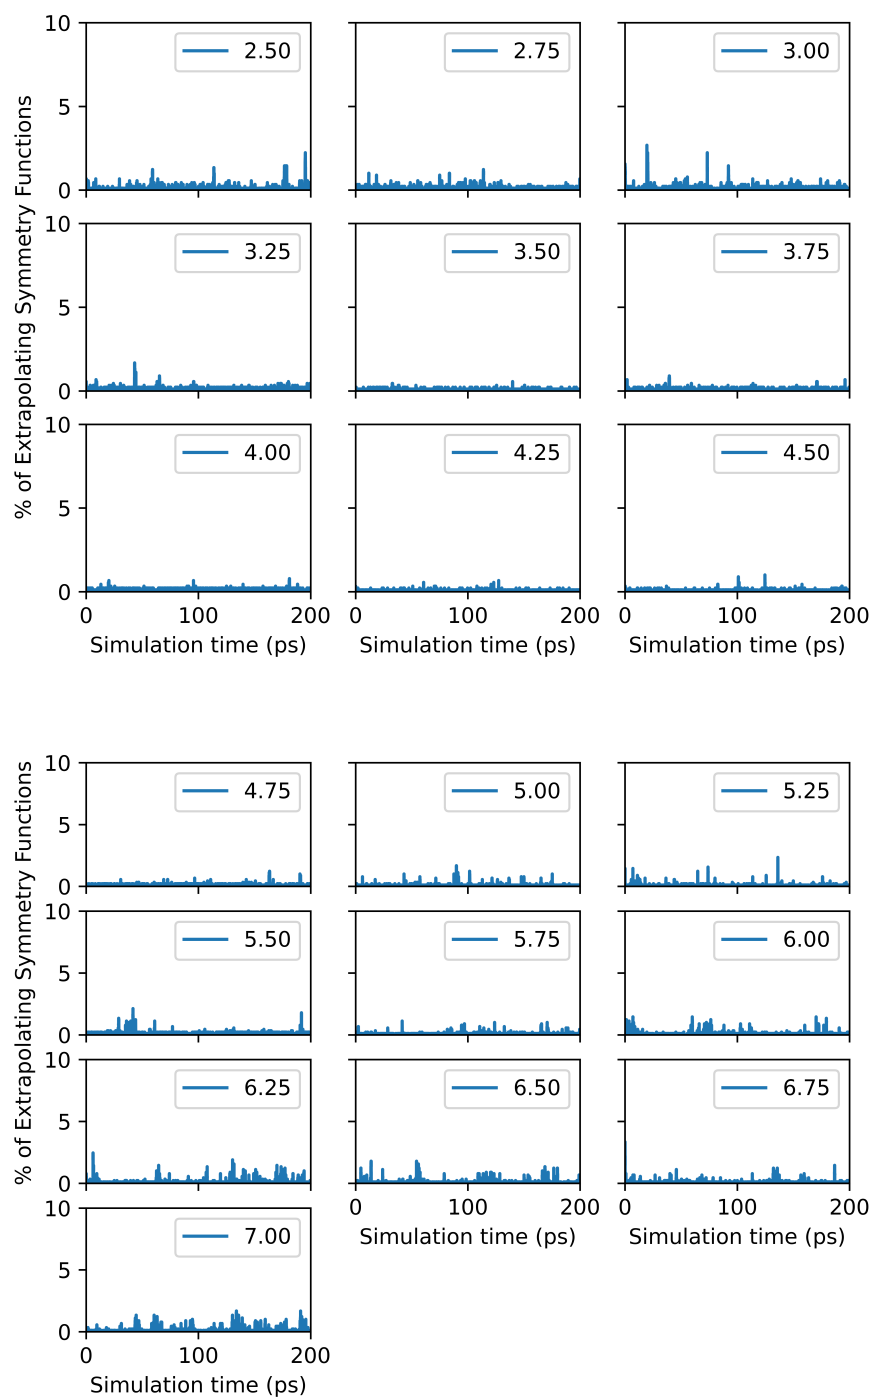 % of Extrapolating Symmetry Functions
10
5
0
2.50
2.75
3.00
10
5
0
3.25
3.50
3.75
10
5
0
4.00
4.25
4.50
0 100 200
0 100 200
0 100 200
Simulation time (ps)
Simulation time (ps)
Simulation time (ps)
% of Extrapolating Symmetry Functions
10
5
0
4.75
5.00
5.25
10
5
0
5.50
5.75
6.00
10
5
0
6.25
6.50
6.75
0 100 200
0 100 200
Simulation time (ps)
Simulation time (ps)
10
5
0
7.00
0 100 200
Simulation time (ps)